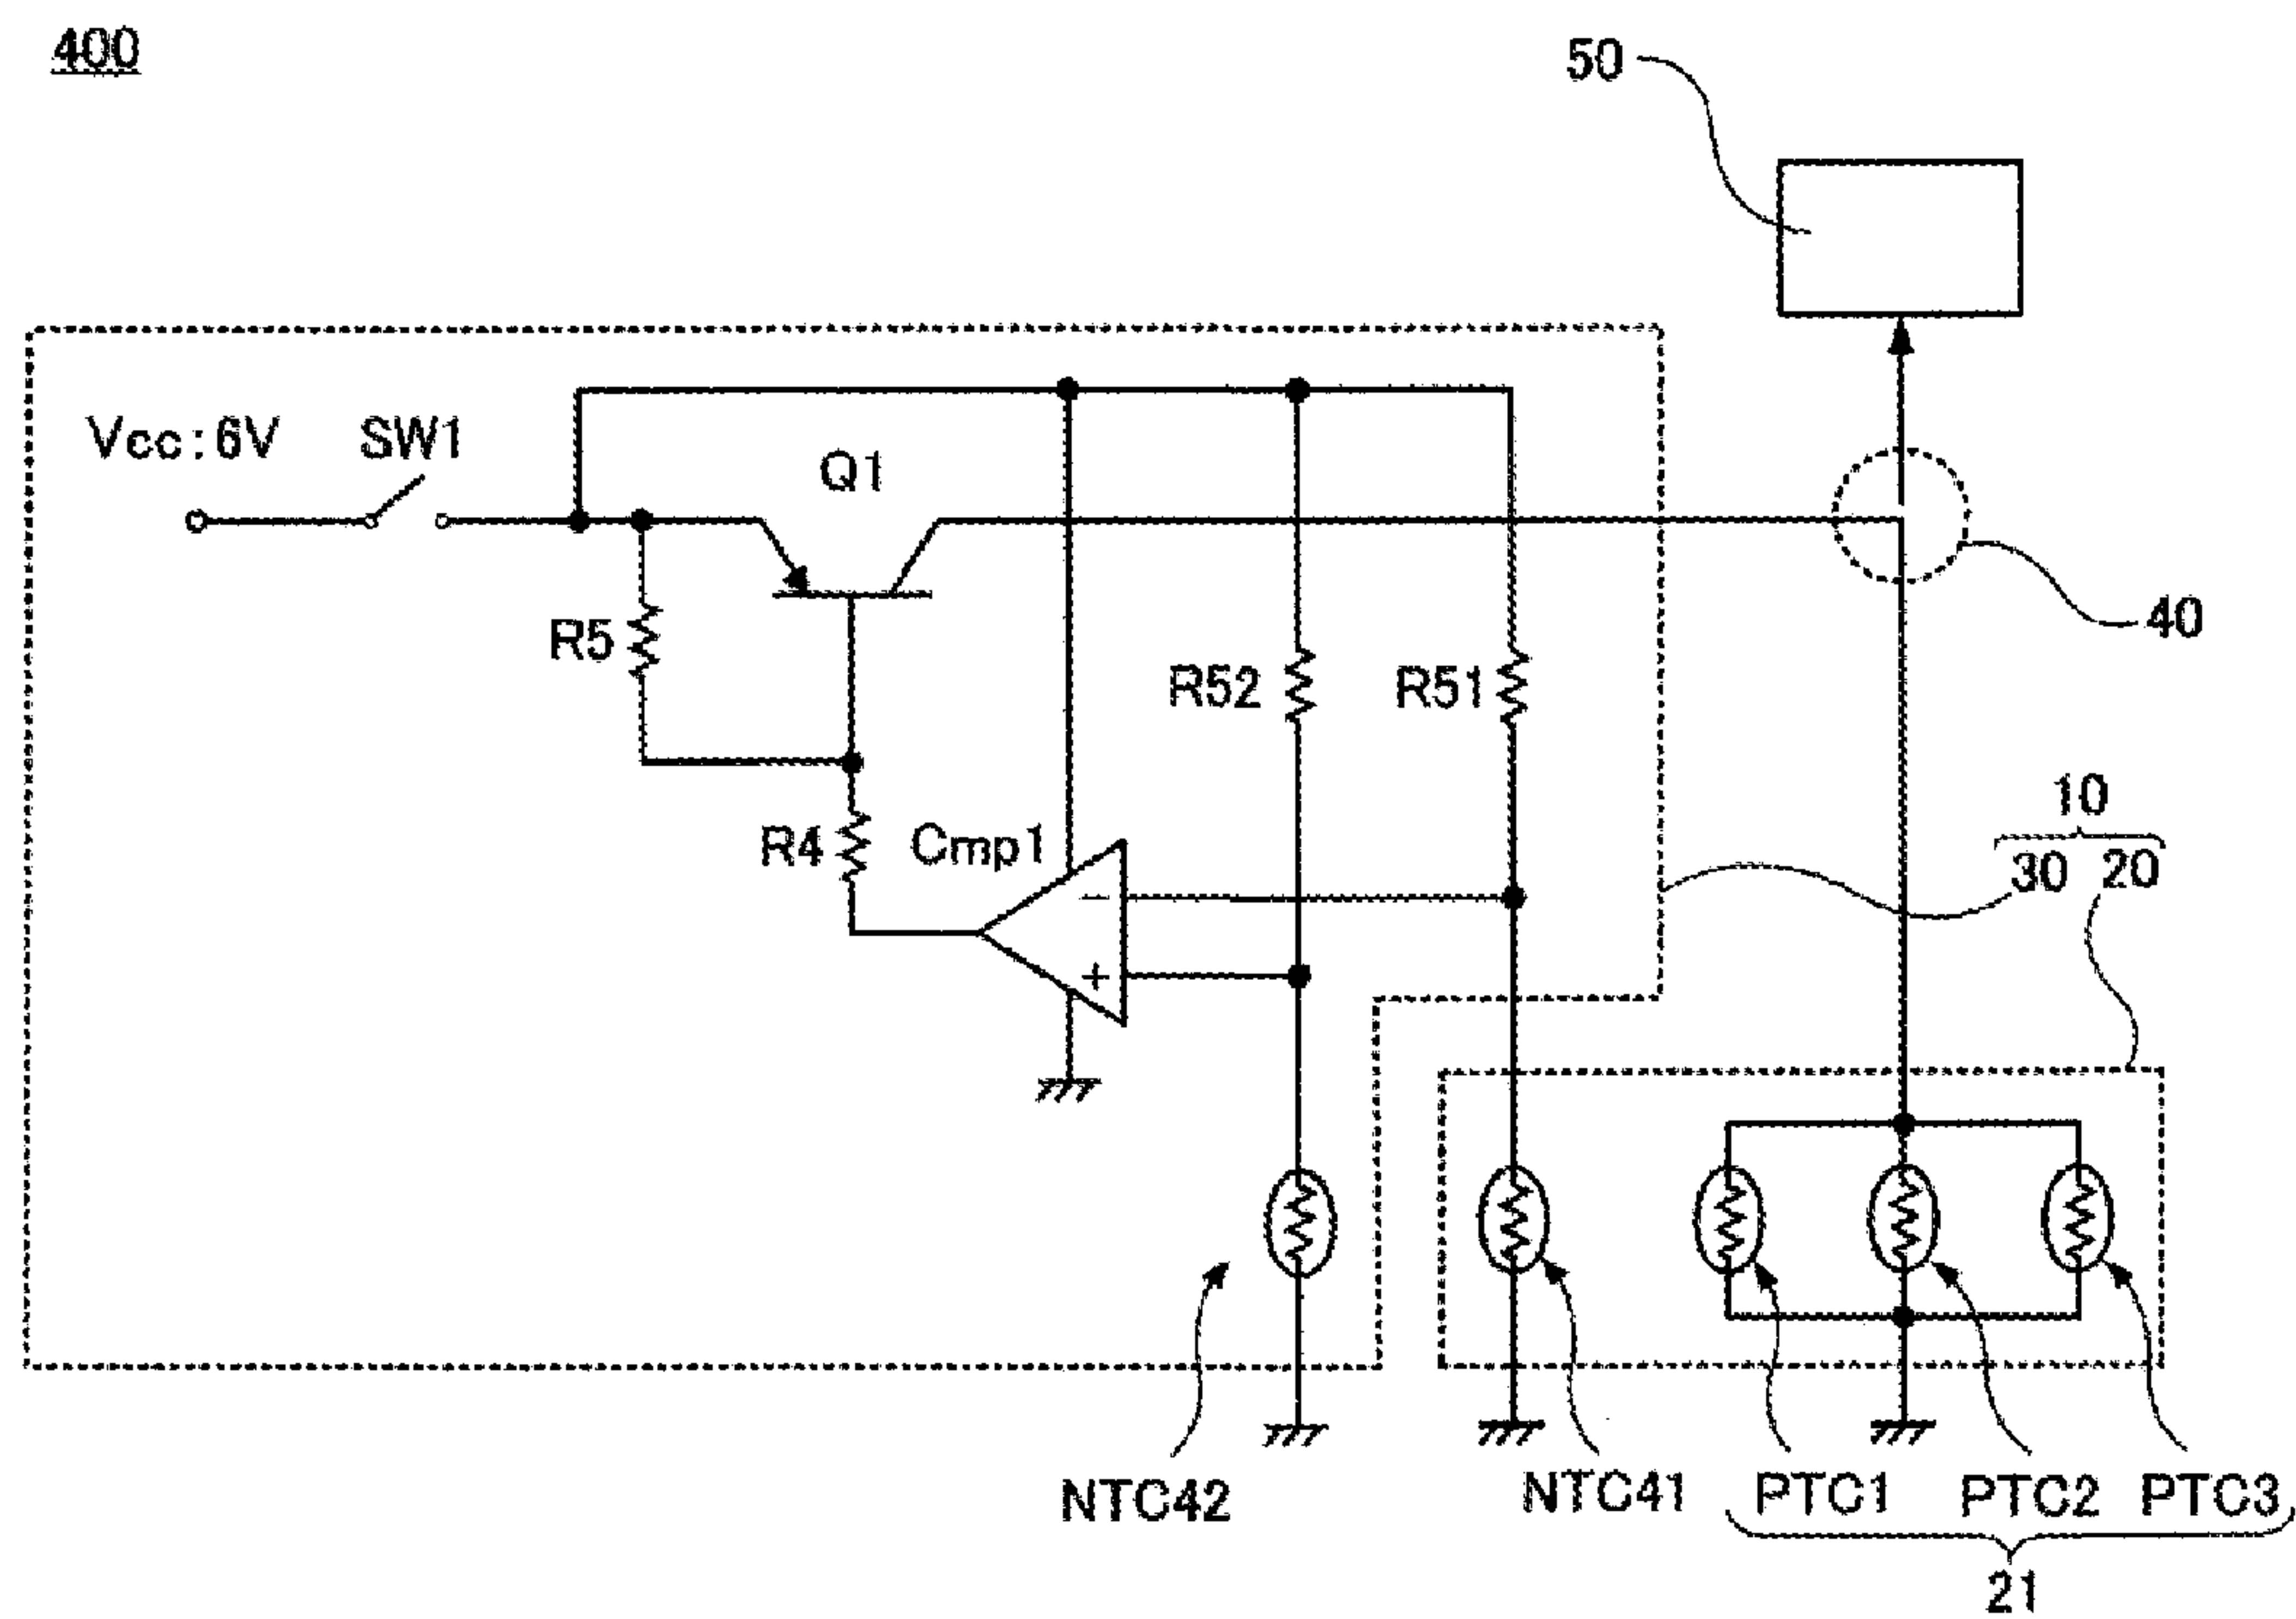 400
50
Vcc:6V SW1
Q1
40
R5
R52 R51
10
30 20
R4 Cmp1
−
+
NTC42 NTC41 PTC1 PTC2 PTC3
21